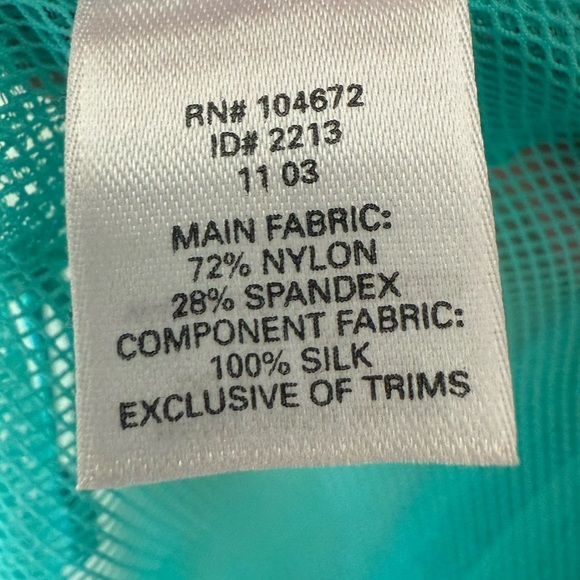 RN# 104672
ID# 2213
11 03
MAIN FABRIC:
72% NYLON
28% SPANDEX
COMPONENT FABRIC:
100% SILK
EXCLUSIVE OF TRIMS